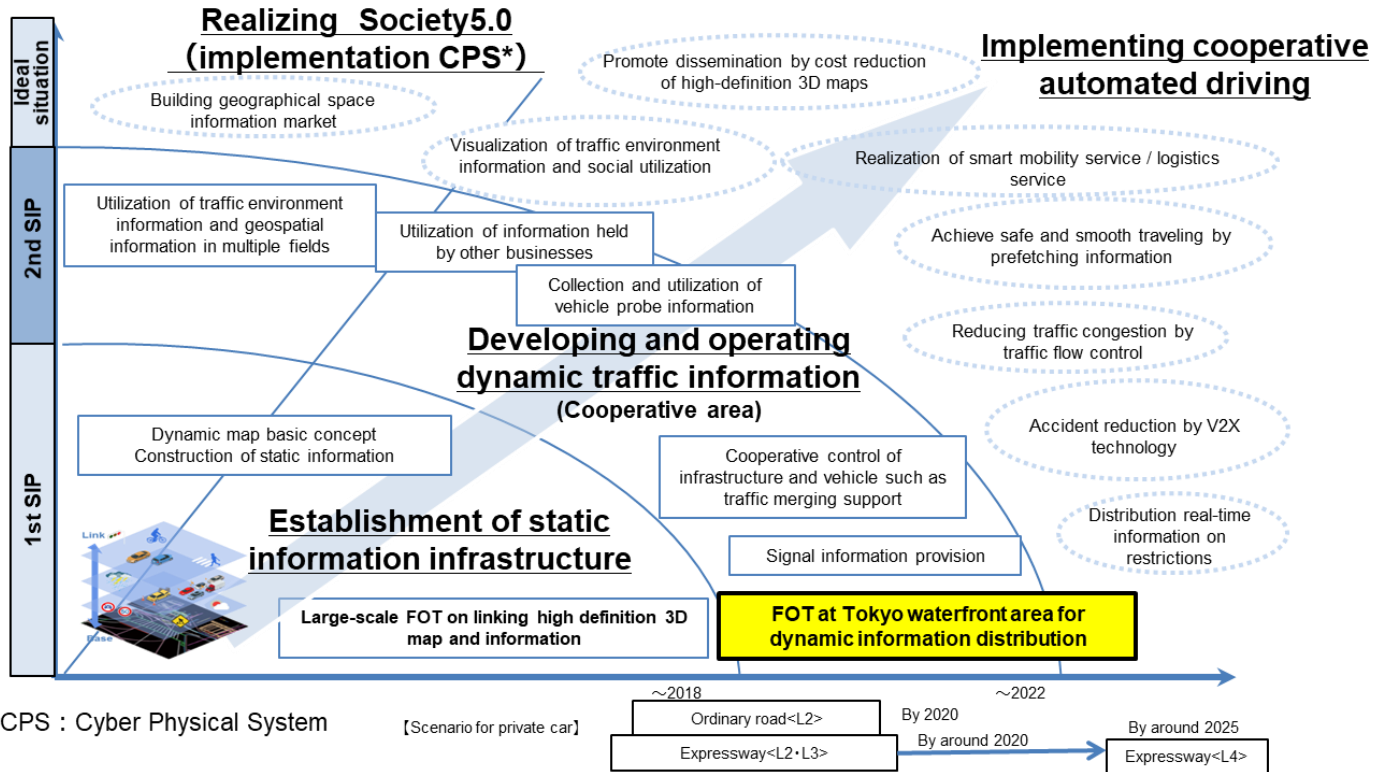 Realizing Society5.0
（implementation CPS*）
Implementing cooperative
automated driving
Ideal
situation
2nd SIP
1st SIP
Promote dissemination by cost reduction
of high-definition 3D maps
Building geographical space
information market
Visualization of traffic environment
information and social utilization
Realization of smart mobility service / logistics
service
Utilization of traffic environment
information and geospatial
information in multiple fields
Utilization of information held
by other businesses
Achieve safe and smooth traveling by
prefetching information
Collection and utilization of
vehicle probe information
Reducing traffic congestion by
traffic flow control
Developing and operating
dynamic traffic information
(Cooperative area)
Dynamic map basic concept
Construction of static information
Accident reduction by V2X
technology
Cooperative control of
infrastructure and vehicle such as
traffic merging support
Establishment of static
information infrastructure
Distribution real-time
information on
restrictions
Signal information provision
Link
Base
Large-scale FOT on linking high definition 3D
map and information
FOT at Tokyo waterfront area for
dynamic information distribution
～2018
～2022
CPS : Cyber Physical System
【Scenario for private car】
Ordinary road<L2>
By 2020
Expressway<L2・L3>
By around 2020
By around 2025
Expressway<L4>